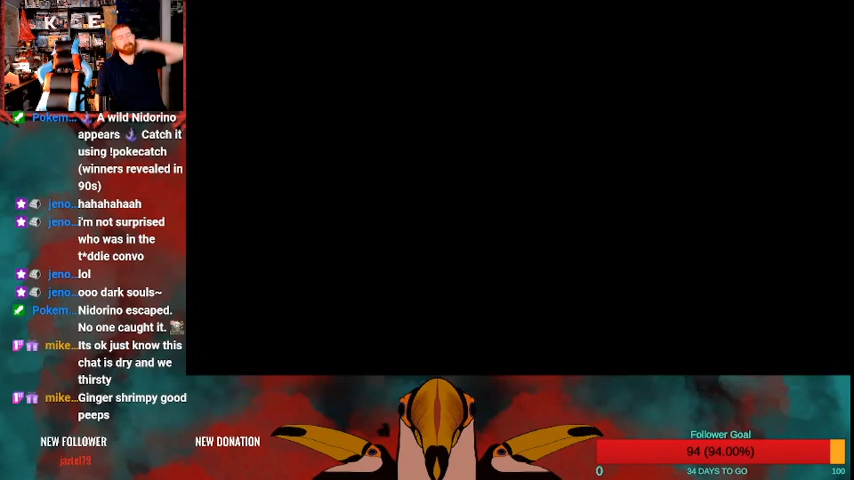 K E
Pokem... A wild Nidorino
appears Catch it
using !pokecatch
(winners revealed in
90s)
jeno... hahahahaah
jeno... i'm not surprised
who was in the
t*ddie convo
jeno... lol
jeno... ooo dark souls~
Pokem... Nidorino escaped.
No one caught it.
mike... Its ok just know this
chat is dry and we
thirsty
mike... Ginger shrimpy good
peeps
NEW FOLLOWER
jaztel79
NEW DONATION
Follower Goal
94 (94.00%)
0 34 DAYS TO GO 100